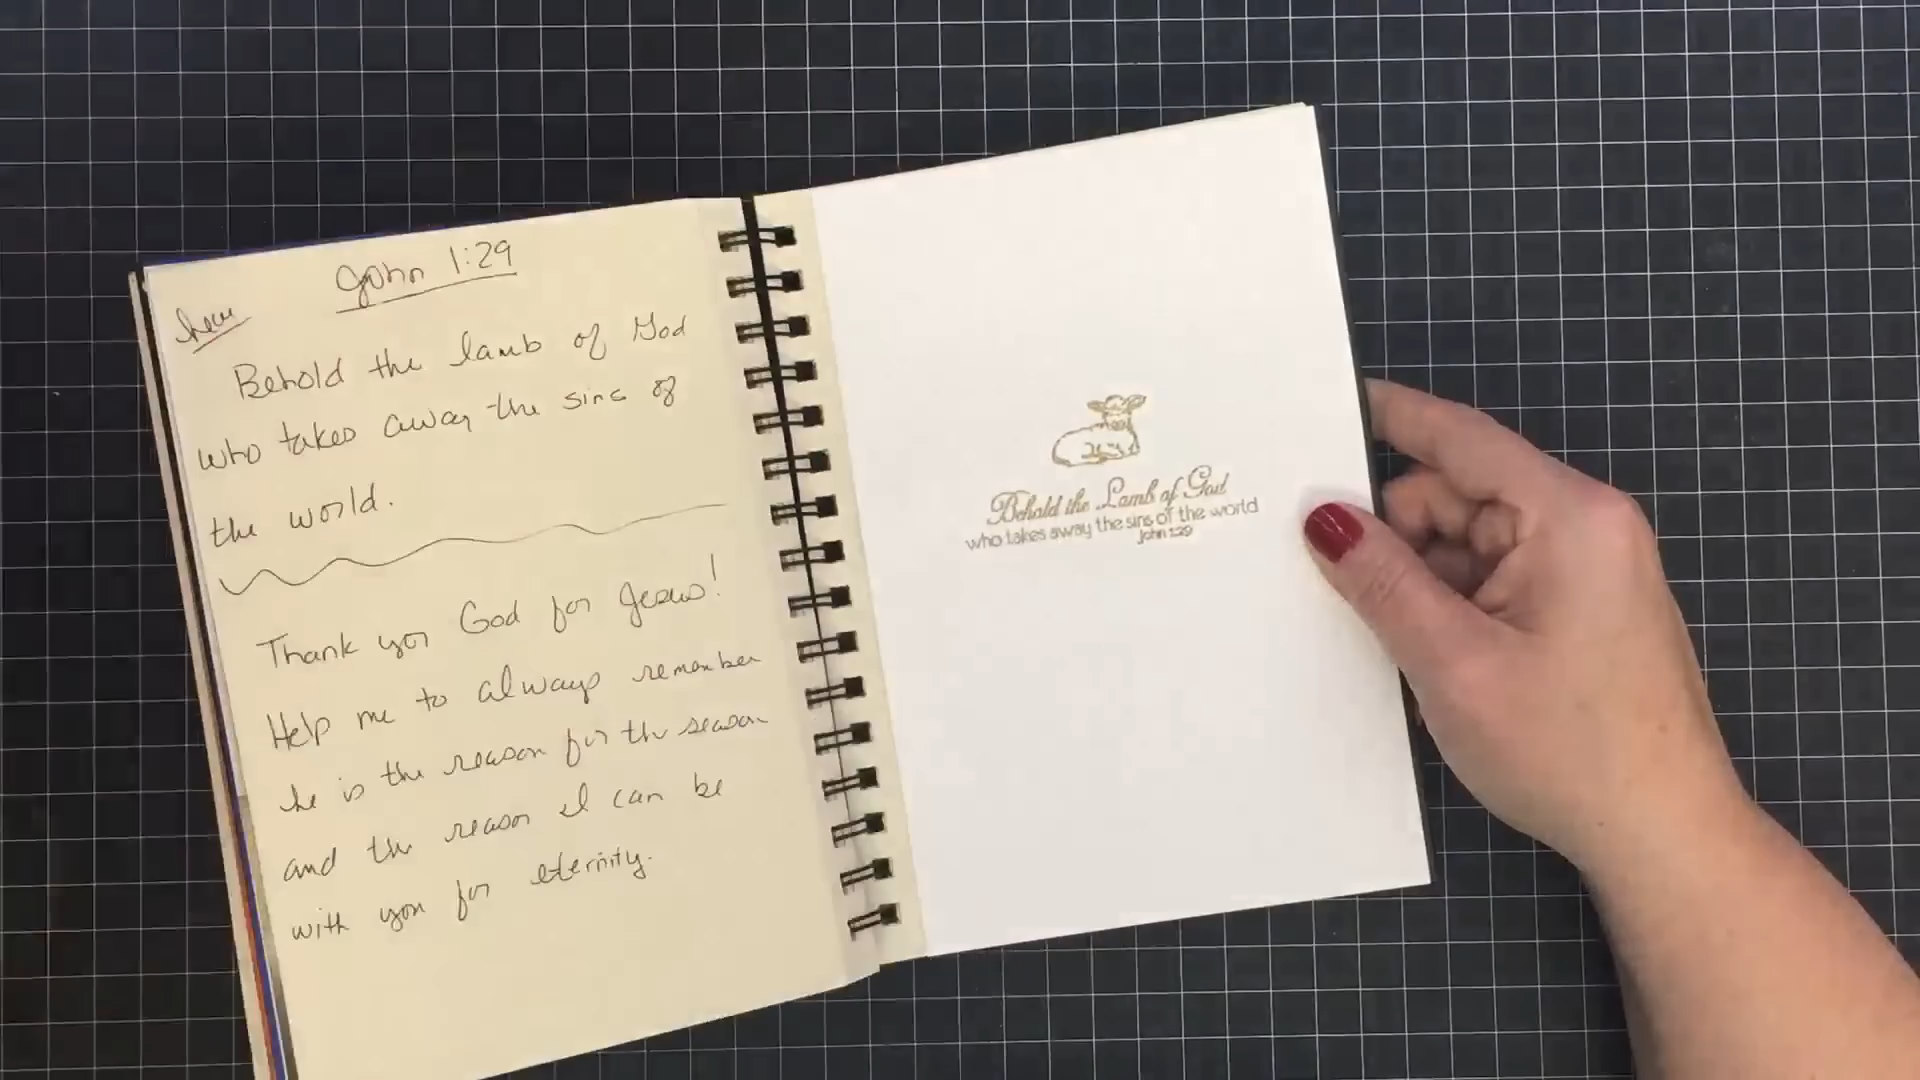 John 1:29
Behold the lamb of God
who takes away the sins of
the world.
Thank you God for Jesus!
Help me to always remember
he is the reason for the season
and the reason I can be
with you for eternity.
Behold the Lamb of God
who takes away the sins of the world
John 1:29